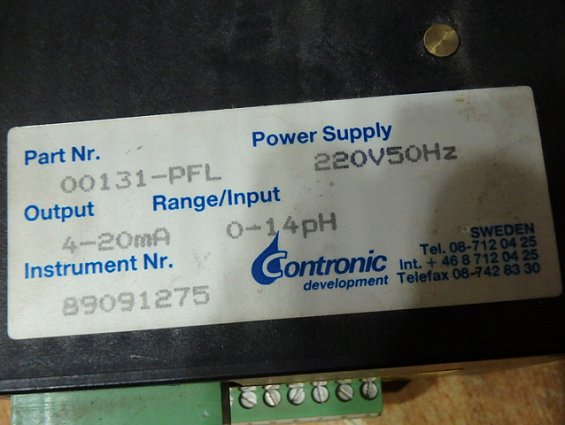 Part Nr.
Power Supply
00131-PFL
220V50Hz
Output
Range/Input
4-20mA
0-14pH
Instrument Nr.
89091275
Contronic
development
SWEDEN
Tel. 08-712 04 25
Int. + 46 8 712 04 25
Telefax 08-742 83 30